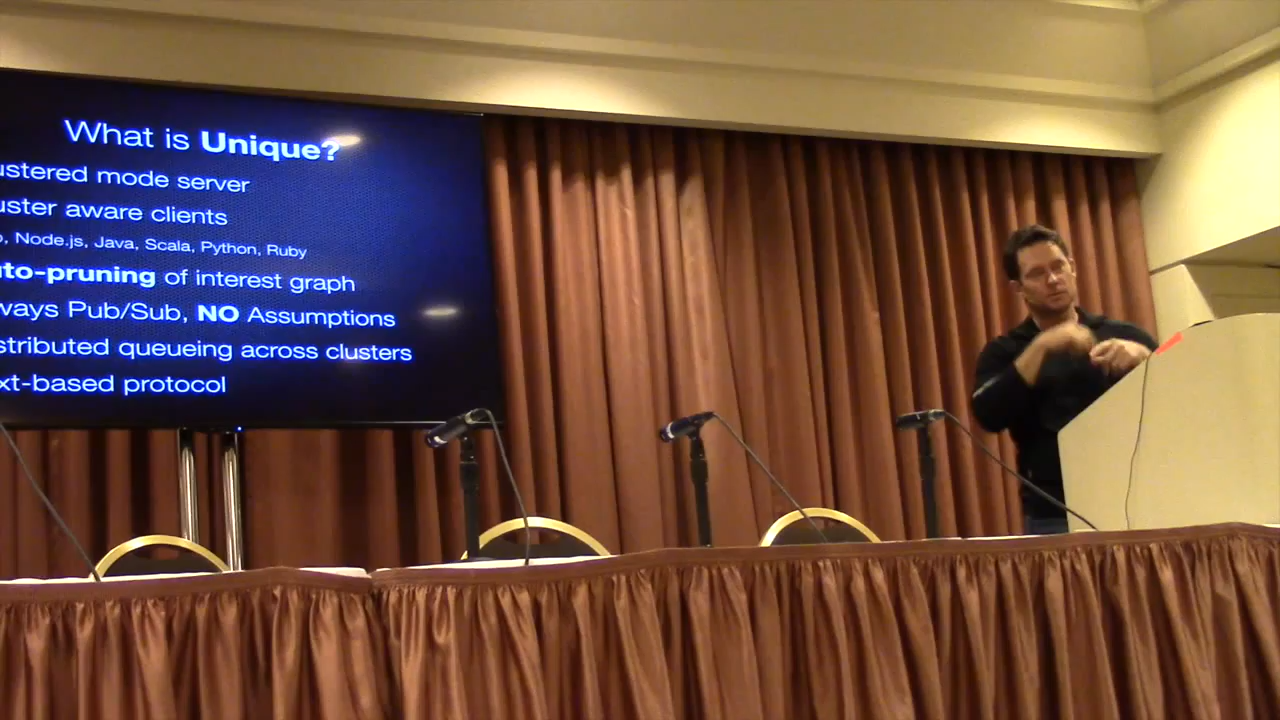 What is Unique?
ustered mode server
uster aware clients
, Node.js, Java, Scala, Python, Ruby
uto-pruning of interest graph
ways Pub/Sub, NO Assumptions
stributed queueing across clusters
xt-based protocol